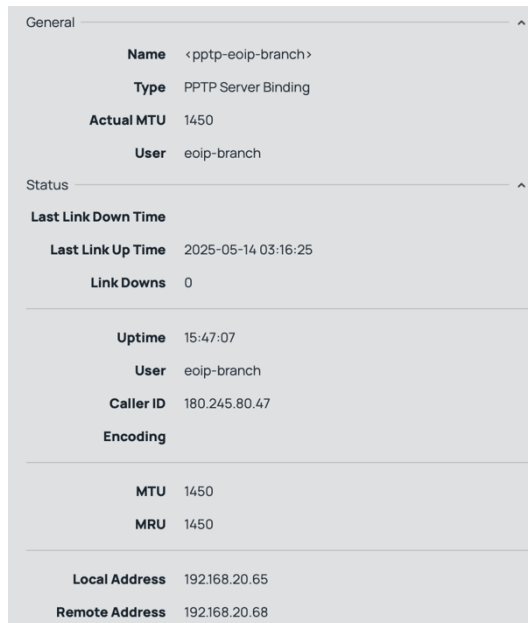 General
Name <pptp-eoip-branch>
Type PPTP Server Binding
Actual MTU 1450
User eoip-branch
Status
Last Link Down Time
Last Link Up Time 2025-05-14 03:16:25
Link Downs 0
Uptime 15:47:07
User eoip-branch
Caller ID 180.245.80.47
Encoding
MTU 1450
MRU 1450
Local Address 192.168.20.65
Remote Address 192.168.20.68